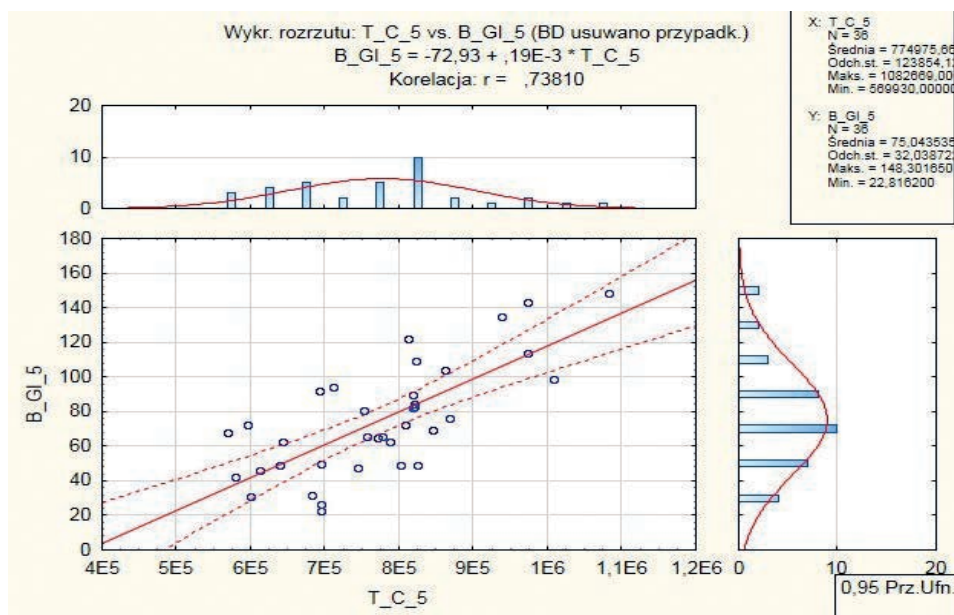 Wykr. rozrzutu: T_C_5 vs. B_GI_5 (BD usuwano przypadk.)
B_GI_5 = -72,93 + ,19E-3 * T_C_5
Korelacja: r = ,73810
X: T_C_5
N = 36
Średnia = 774975,66
Odch.st. = 123854,12
Maks. = 1082669,00
Min. = 569930,00000
Y: B_GI_5
N = 36
Średnia = 75,043535
Odch.st. = 32,03872
Maks. = 148,301650
Min. = 22,816200
20
10
0
180
160
140
120
100
80
60
40
20
0
B_GI_5
4E5 5E5 6E5 7E5 8E5 9E5 1E6 1,1E6 1,2E6
T_C_5
0 10 20
0,95 Prz.Ufn.